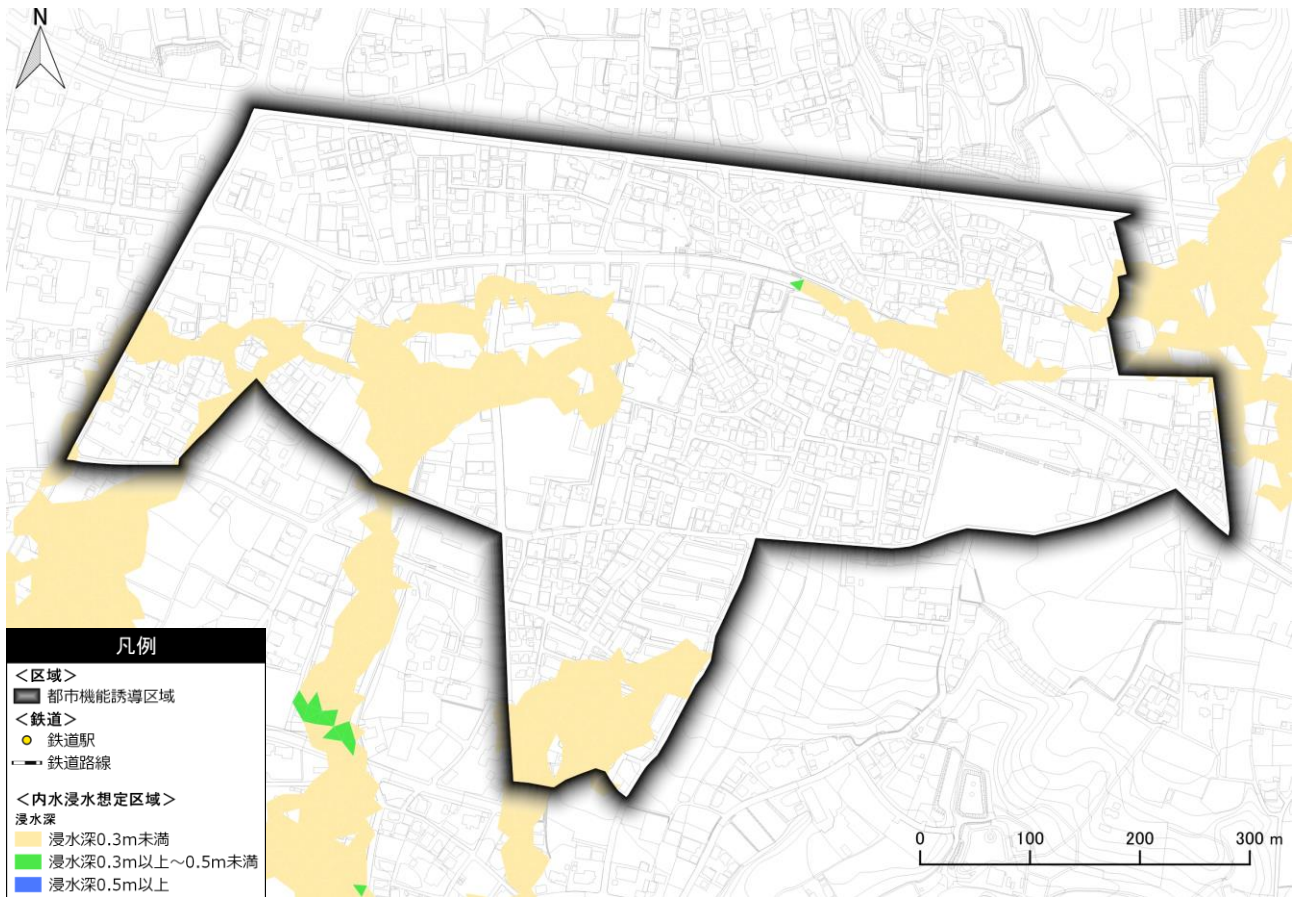 N
凡例
＜区域＞
都市機能誘導区域
＜鉄道＞
鉄道駅
鉄道路線
＜内水浸水想定区域＞
浸水深
浸水深0.3m未満
浸水深0.3m以上～0.5m未満
浸水深0.5m以上
0 100 200 300 m